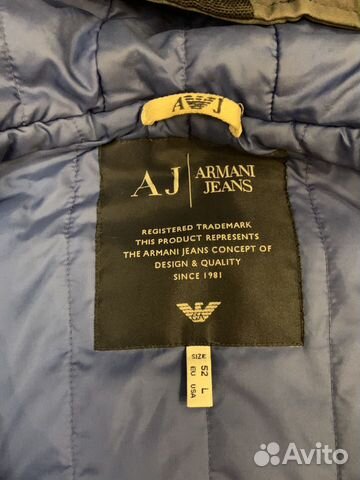 A J
AJ | ARMANI
JEANS
REGISTERED TRADEMARK
THIS PRODUCT REPRESENTS
THE ARMANI JEANS CONCEPT OF
DESIGN & QUALITY
SINCE 1981
GA
SIZE 52 L
EU USA
Avito